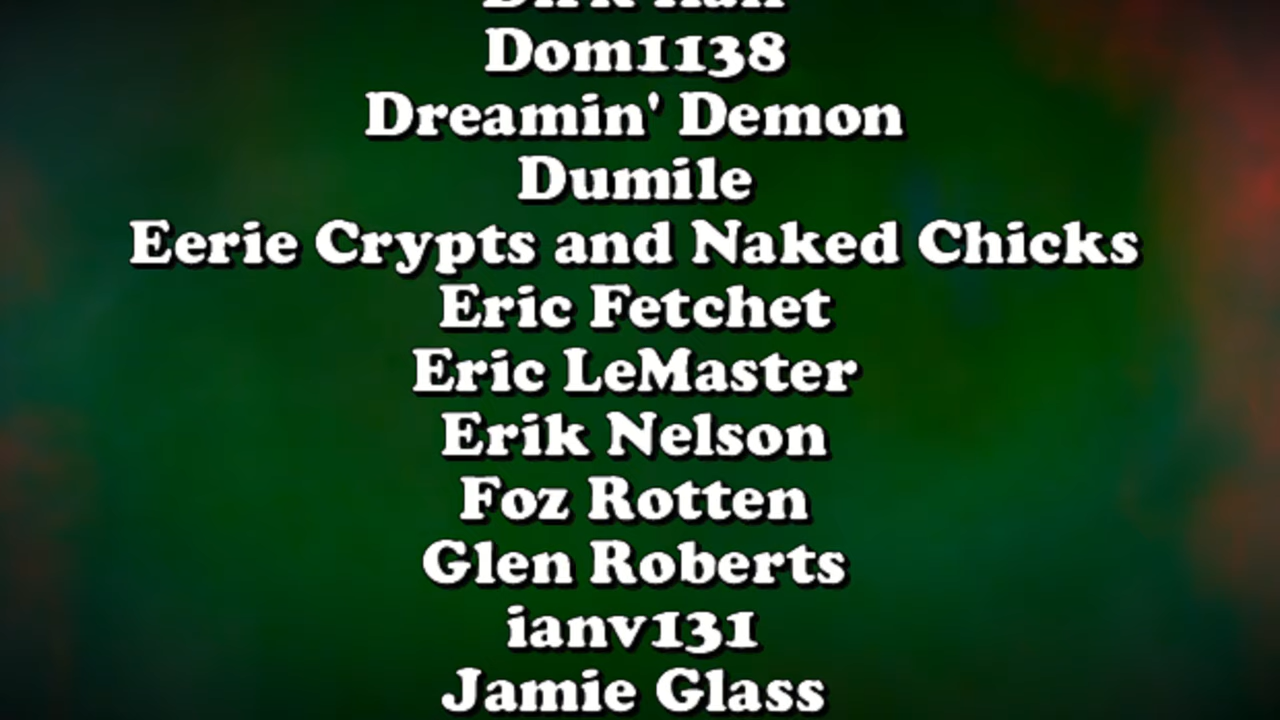 Dom1138
Dreamin' Demon
Dumile
Eerie Crypts and Naked Chicks
Eric Fetchet
Eric LeMaster
Erik Nelson
Foz Rotten
Glen Roberts
ianv131
Jamie Glass